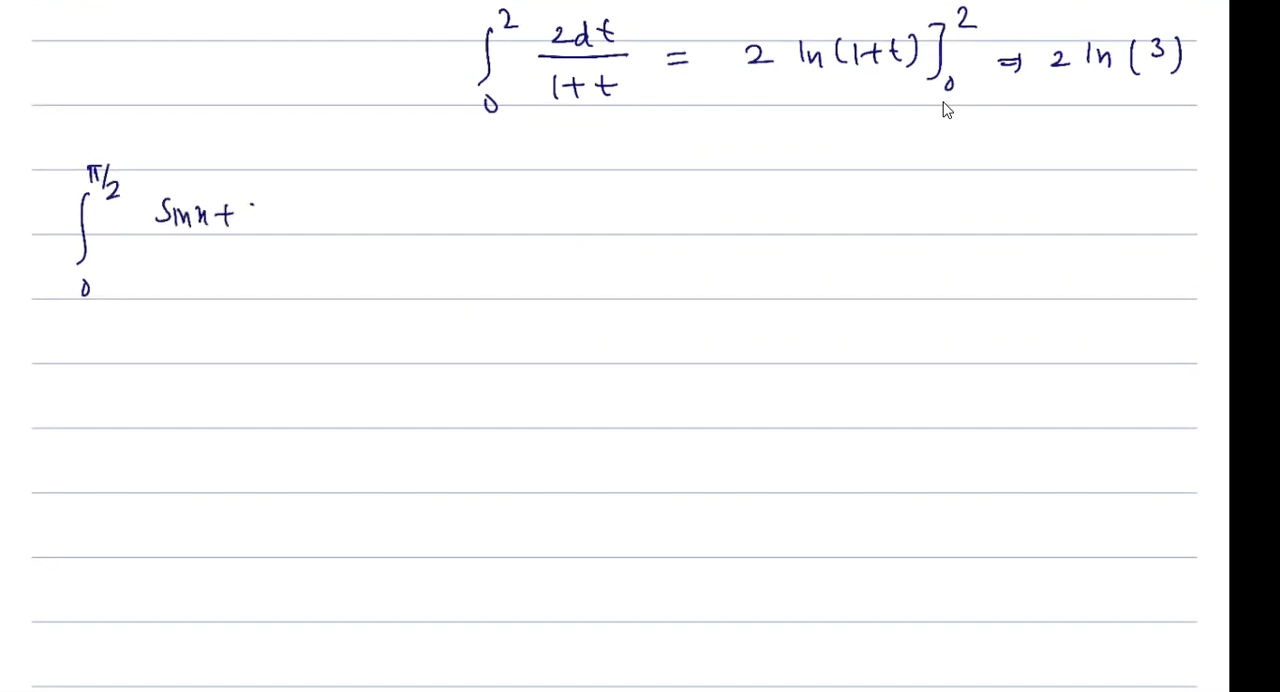 ∫₀² 2dt/(1+t) = 2 ln(1+t)]₀² ⇒ 2 ln(3)
∫₀^(π/2) sinx +